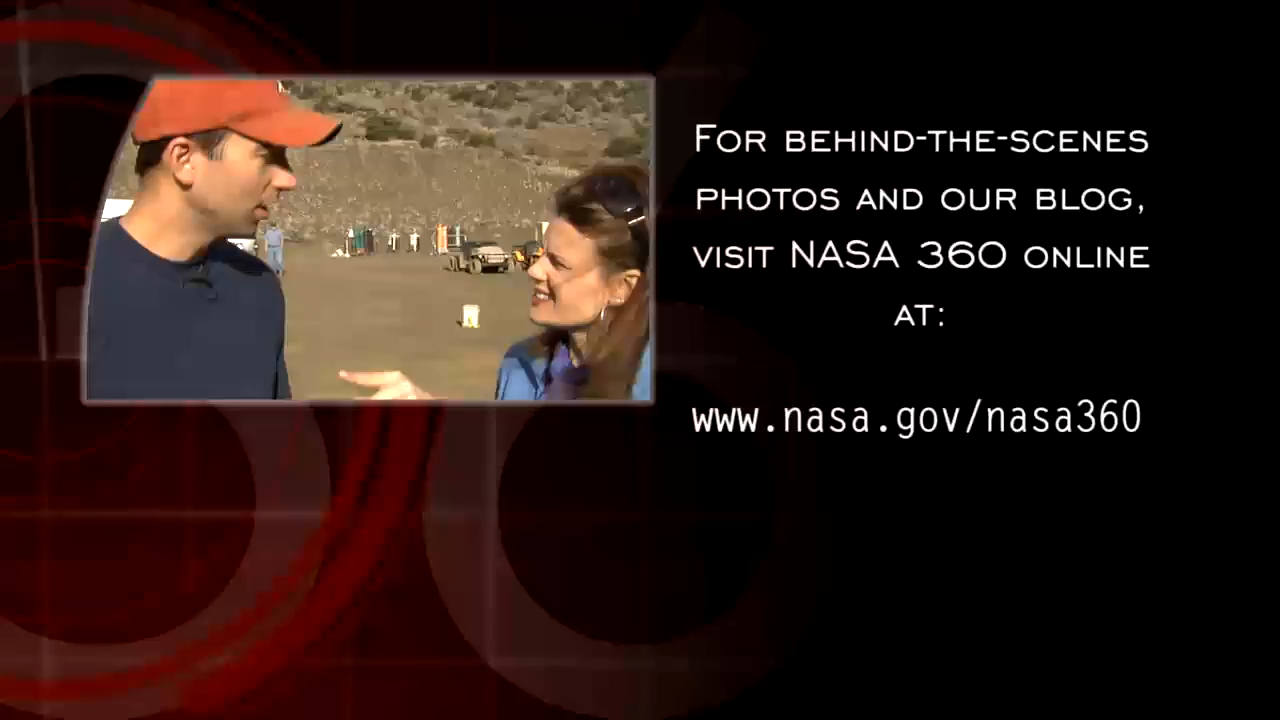 For behind-the-scenes
photos and our blog,
visit NASA 360 online
at:
www.nasa.gov/nasa360